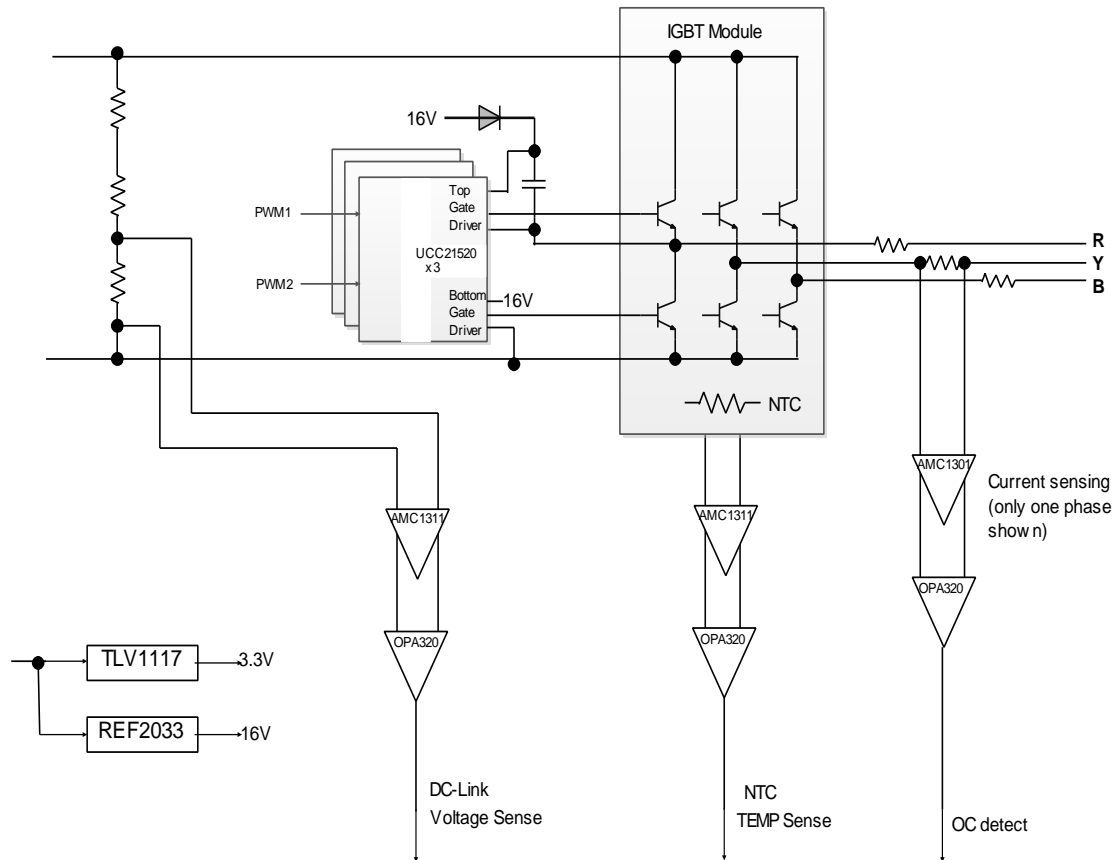 IGBT Module
16V
Top
Gate
Driver
PWM1
UCC21520
x 3
PWM2
Bottom
Gate
Driver
16V
R
Y
B
NTC
AMC1301
Current sensing
(only one phase
shown)
AMC1311
AMC1311
OPA320
OPA320
OPA320
TLV1117
3.3V
REF2033
16V
DC-Link
Voltage Sense
NTC
TEMP Sense
OC detect